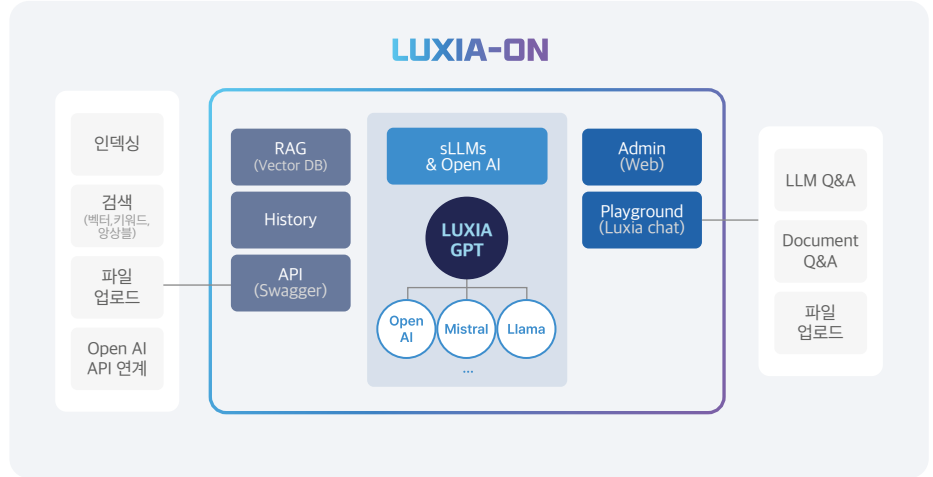 LUXIA-ON
인덱싱
검색
(벡터,키워드,
앙상블)
파일
업로드
Open AI
API 연계
RAG
(Vector DB)
History
API
(Swagger)
sLLMs
& Open AI
LUXIA
GPT
Open
AI
Mistral
Llama
...
Admin
(Web)
Playground
(Luxia chat)
LLM Q&A
Document
Q&A
파일
업로드